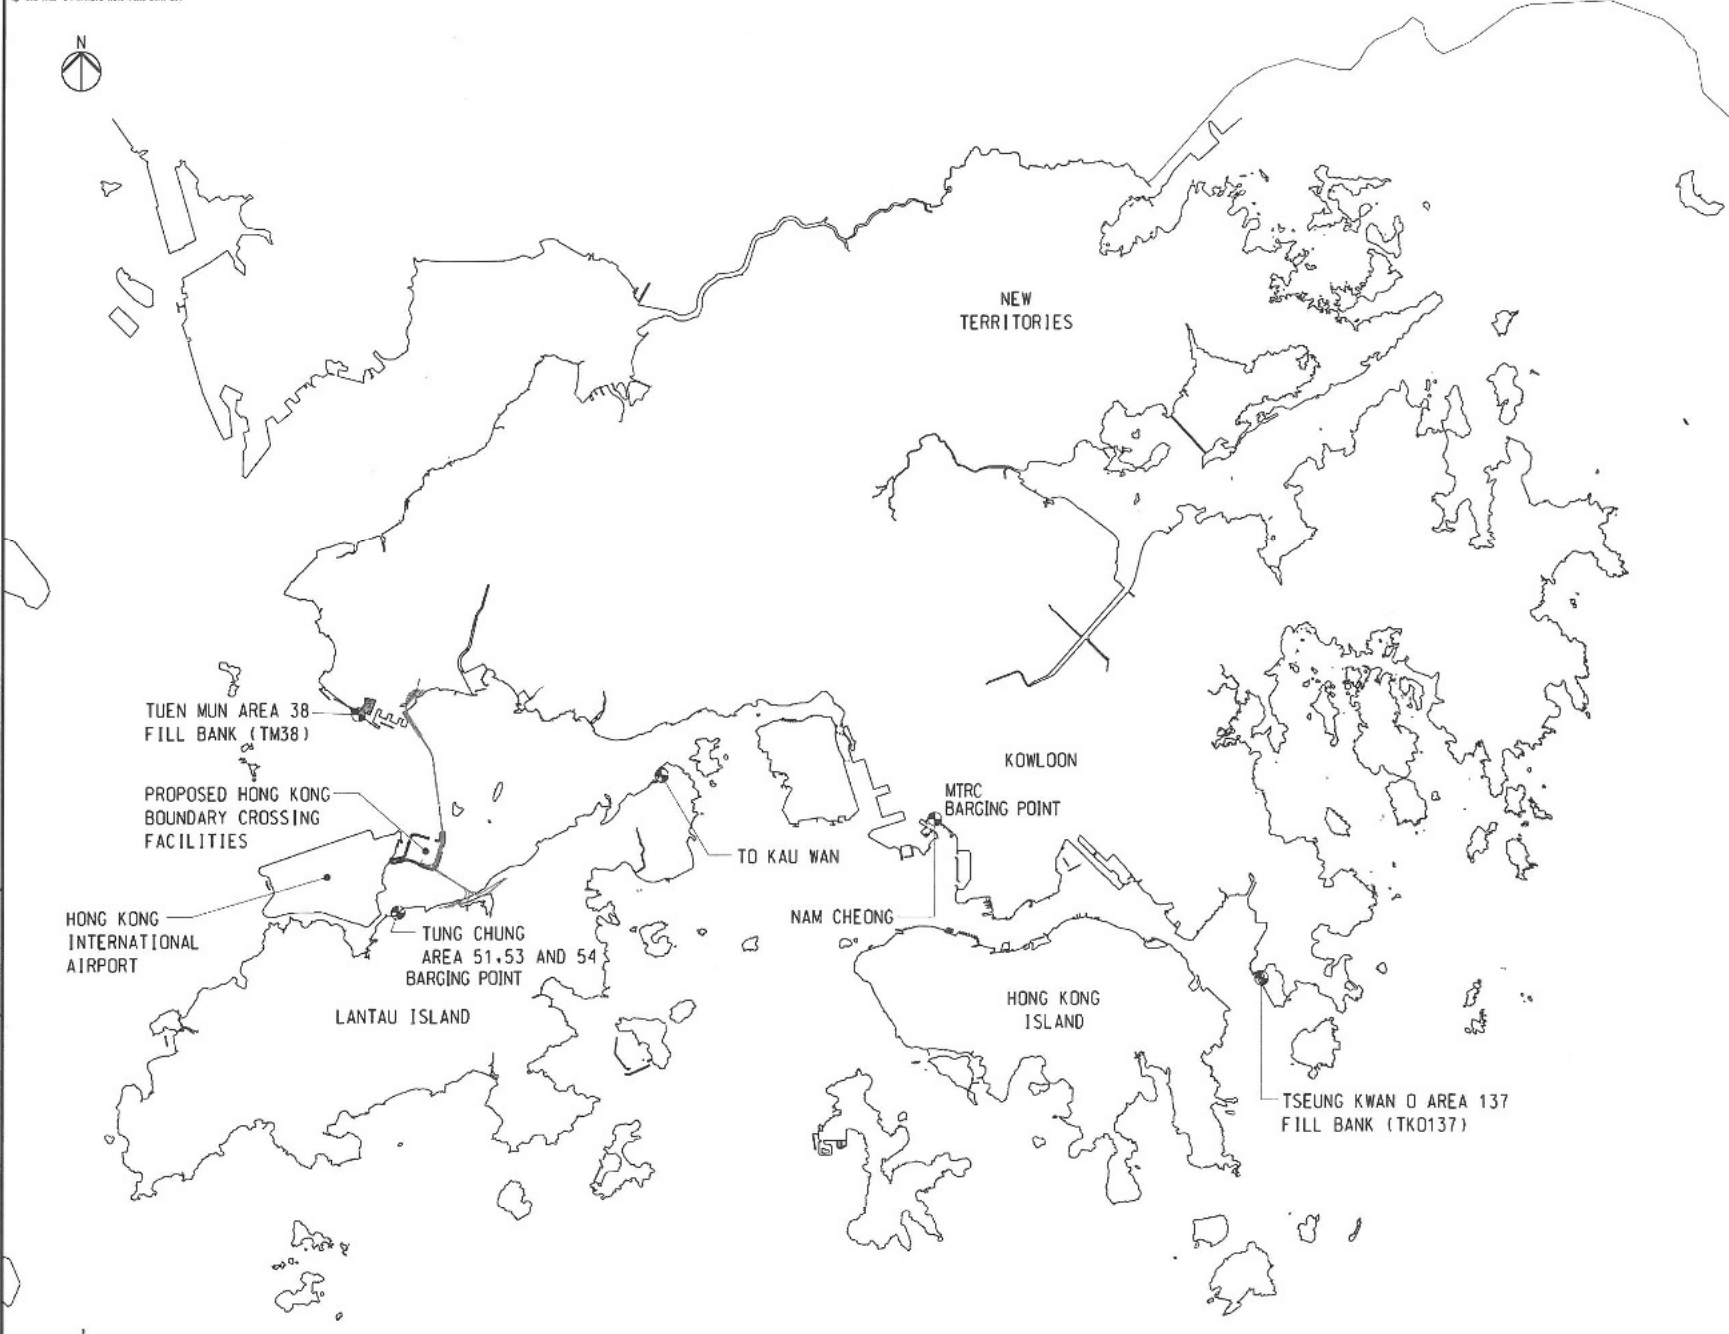 N
NEW
TERRITORIES
TUEN MUN AREA 38
FILL BANK (TM38)
KOWLOON
PROPOSED HONG KONG
BOUNDARY CROSSING
FACILITIES
MTRC
BARGING POINT
TO KAU WAN
HONG KONG
INTERNATIONAL
AIRPORT
NAM CHEONG
TUNG CHUNG
AREA 51.53 AND 54
BARGING POINT
LANTAU ISLAND
HONG KONG
ISLAND
TSEUNG KWAN O AREA 137
FILL BANK (TKO137)